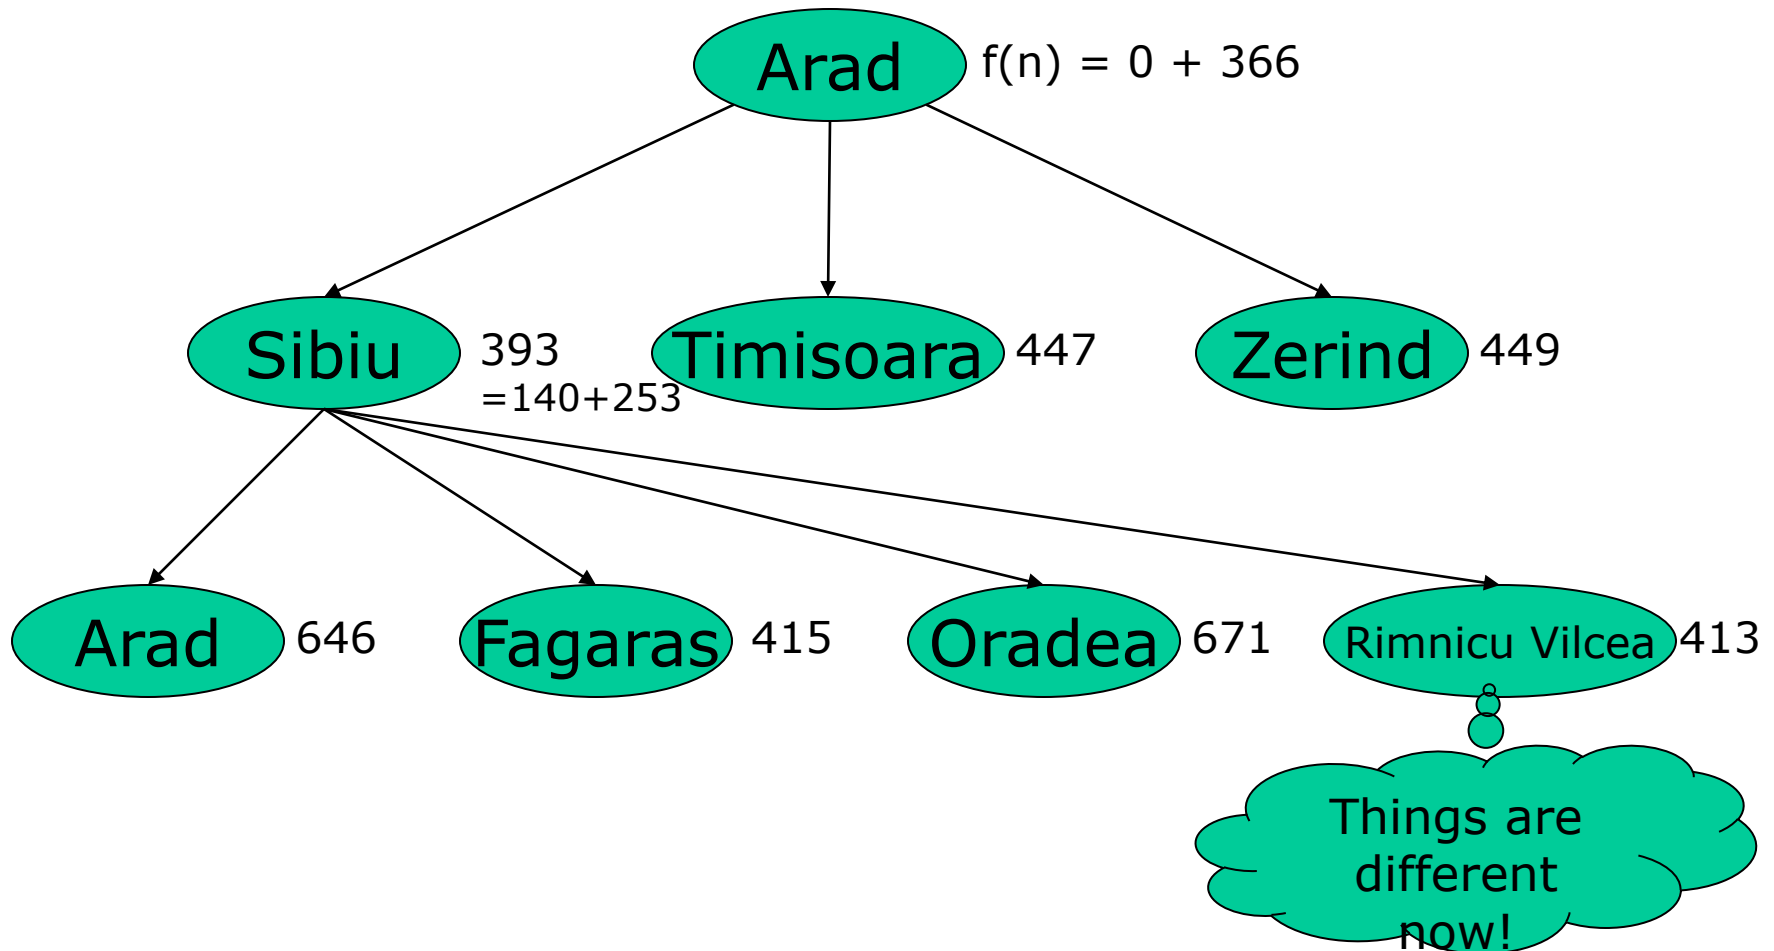 Arad f(n) = 0 + 366
Sibiu 393 Timisoara 447 Zerind 449
=140+253
Arad 646 Fagaras 415 Oradea 671 Rimnicu Vilcea 413
Things are
different
now!